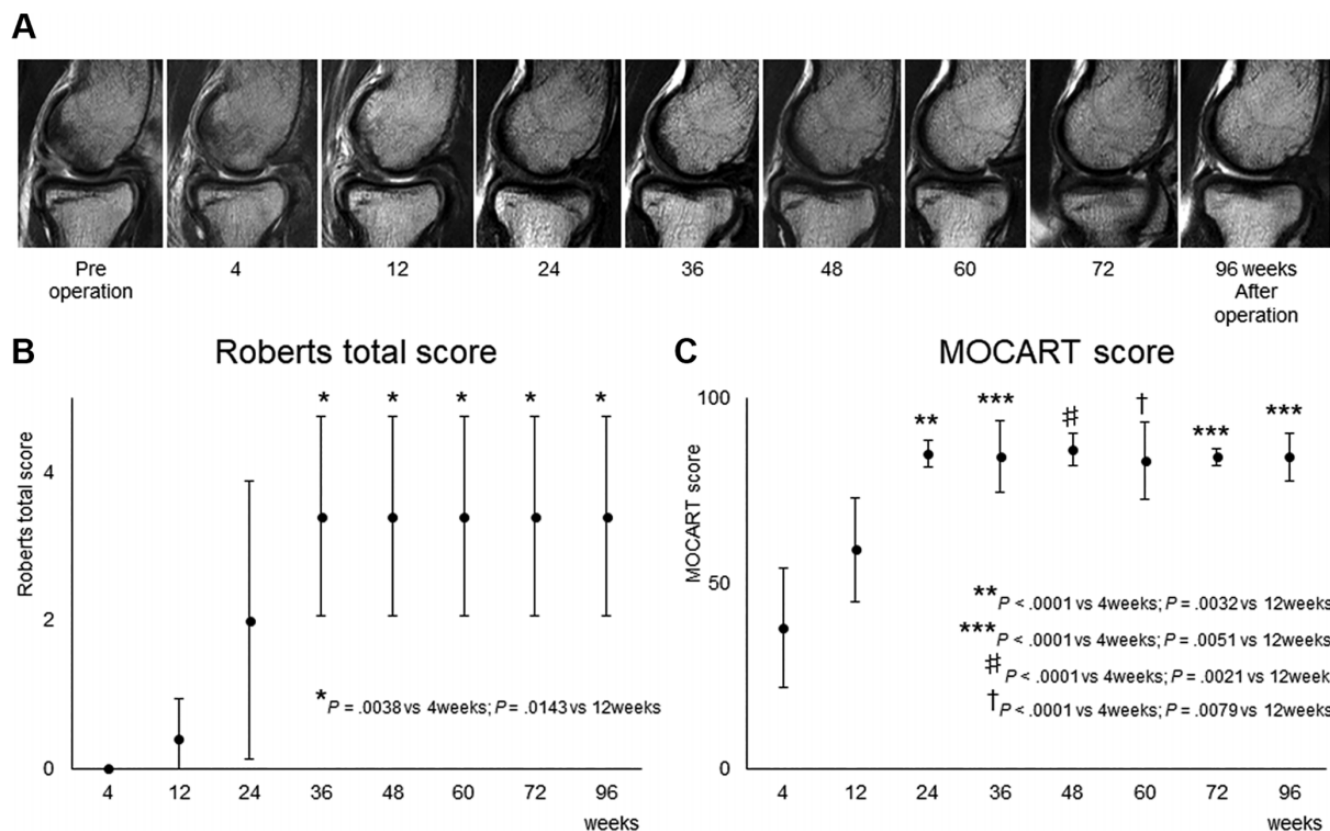 A
Pre
operation
4
12
24
36
48
60
72
96 weeks
After
operation
B
Roberts total score
Roberts total score
4
2
0
*
*
*
*
*
* P = .0038 vs 4weeks; P = .0143 vs 12weeks
4
12
24
36
48
60
72
96
weeks
C
MOCART score
MOCART score
100
50
0
**
***
#
†
***
***
** P < .0001 vs 4weeks; P = .0032 vs 12weeks
*** P < .0001 vs 4weeks; P = .0051 vs 12weeks
# P < .0001 vs 4weeks; P = .0021 vs 12week
† P < .0001 vs 4weeks; P = .0079 vs 12weeks
4
12
24
36
48
60
72
96
weeks